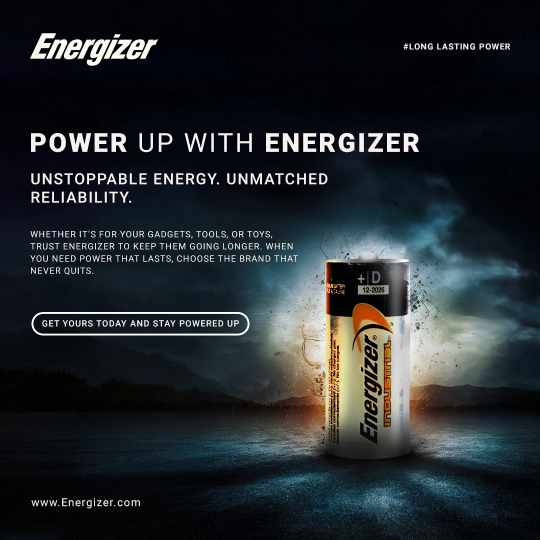 Energizer
#LONG LASTING POWER
POWER UP WITH ENERGIZER
UNSTOPPABLE ENERGY. UNMATCHED
RELIABILITY.
WHETHER IT'S FOR YOUR GADGETS, TOOLS, OR TOYS,
TRUST ENERGIZER TO KEEP THEM GOING LONGER. WHEN
YOU NEED POWER THAT LASTS, CHOOSE THE BRAND THAT
NEVER QUITS.
GET YOURS TODAY AND STAY POWERED UP
+ D
12-2026
Energizer®
INDUSTRIAL
www.Energizer.com